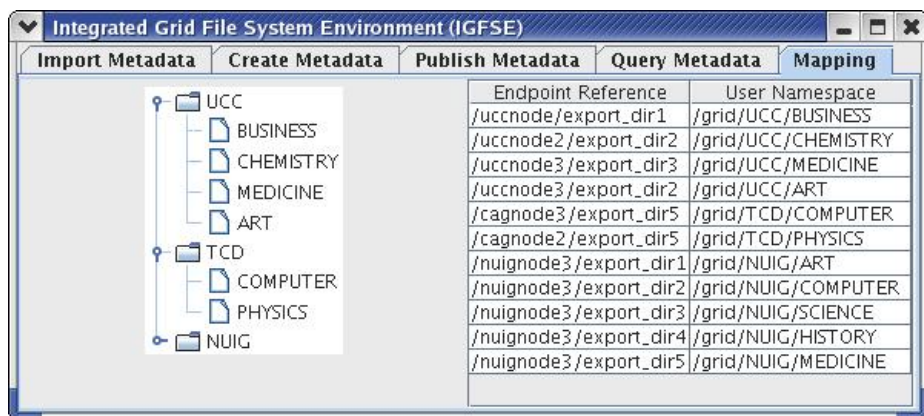 Integrated Grid File System Environment (IGFSE)
Import Metadata Create Metadata Publish Metadata Query Metadata Mapping
UCC
BUSINESS
CHEMISTRY
MEDICINE
ART
TCD
COMPUTER
PHYSICS
NUIG
Endpoint Reference User Namespace
/uccnode/export_dir1 /grid/UCC/BUSINESS
/uccnode2/export_dir2 /grid/UCC/CHEMISTRY
/uccnode3/export_dir3 /grid/UCC/MEDICINE
/uccnode3/export_dir2 /grid/UCC/ART
/cagnode3/export_dir5 /grid/TCD/COMPUTER
/cagnode2/export_dir5 /grid/TCD/PHYSICS
/nuignode3/export_dir1 /grid/NUIG/ART
/nuignode3/export_dir2 /grid/NUIG/COMPUTER
/nuignode3/export_dir3 /grid/NUIG/SCIENCE
/nuignode3/export_dir4 /grid/NUIG/HISTORY
/nuignode3/export_dir5 /grid/NUIG/MEDICINE